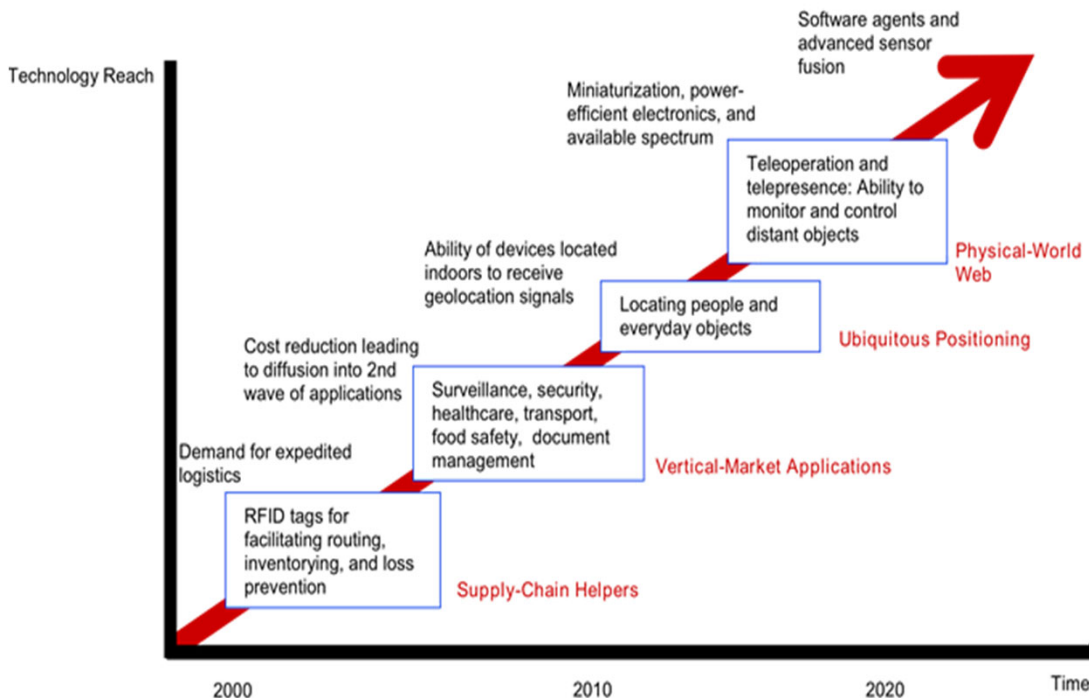 Software agents and
advanced sensor
fusion
Technology Reach
Miniaturization, power-
efficient electronics, and
available spectrum
Teleoperation and
telepresence: Ability to
monitor and control
distant objects
Physical-World
Web
Ability of devices located
indoors to receive
geolocation signals
Locating people and
everyday objects
Ubiquitous Positioning
Cost reduction leading
to diffusion into 2nd
wave of applications
Surveillance, security,
healthcare, transport,
food safety, document
management
Vertical-Market Applications
Demand for expedited
logistics
RFID tags for
facilitating routing,
inventorying, and loss
prevention
Supply-Chain Helpers
2000
2010
2020
Time